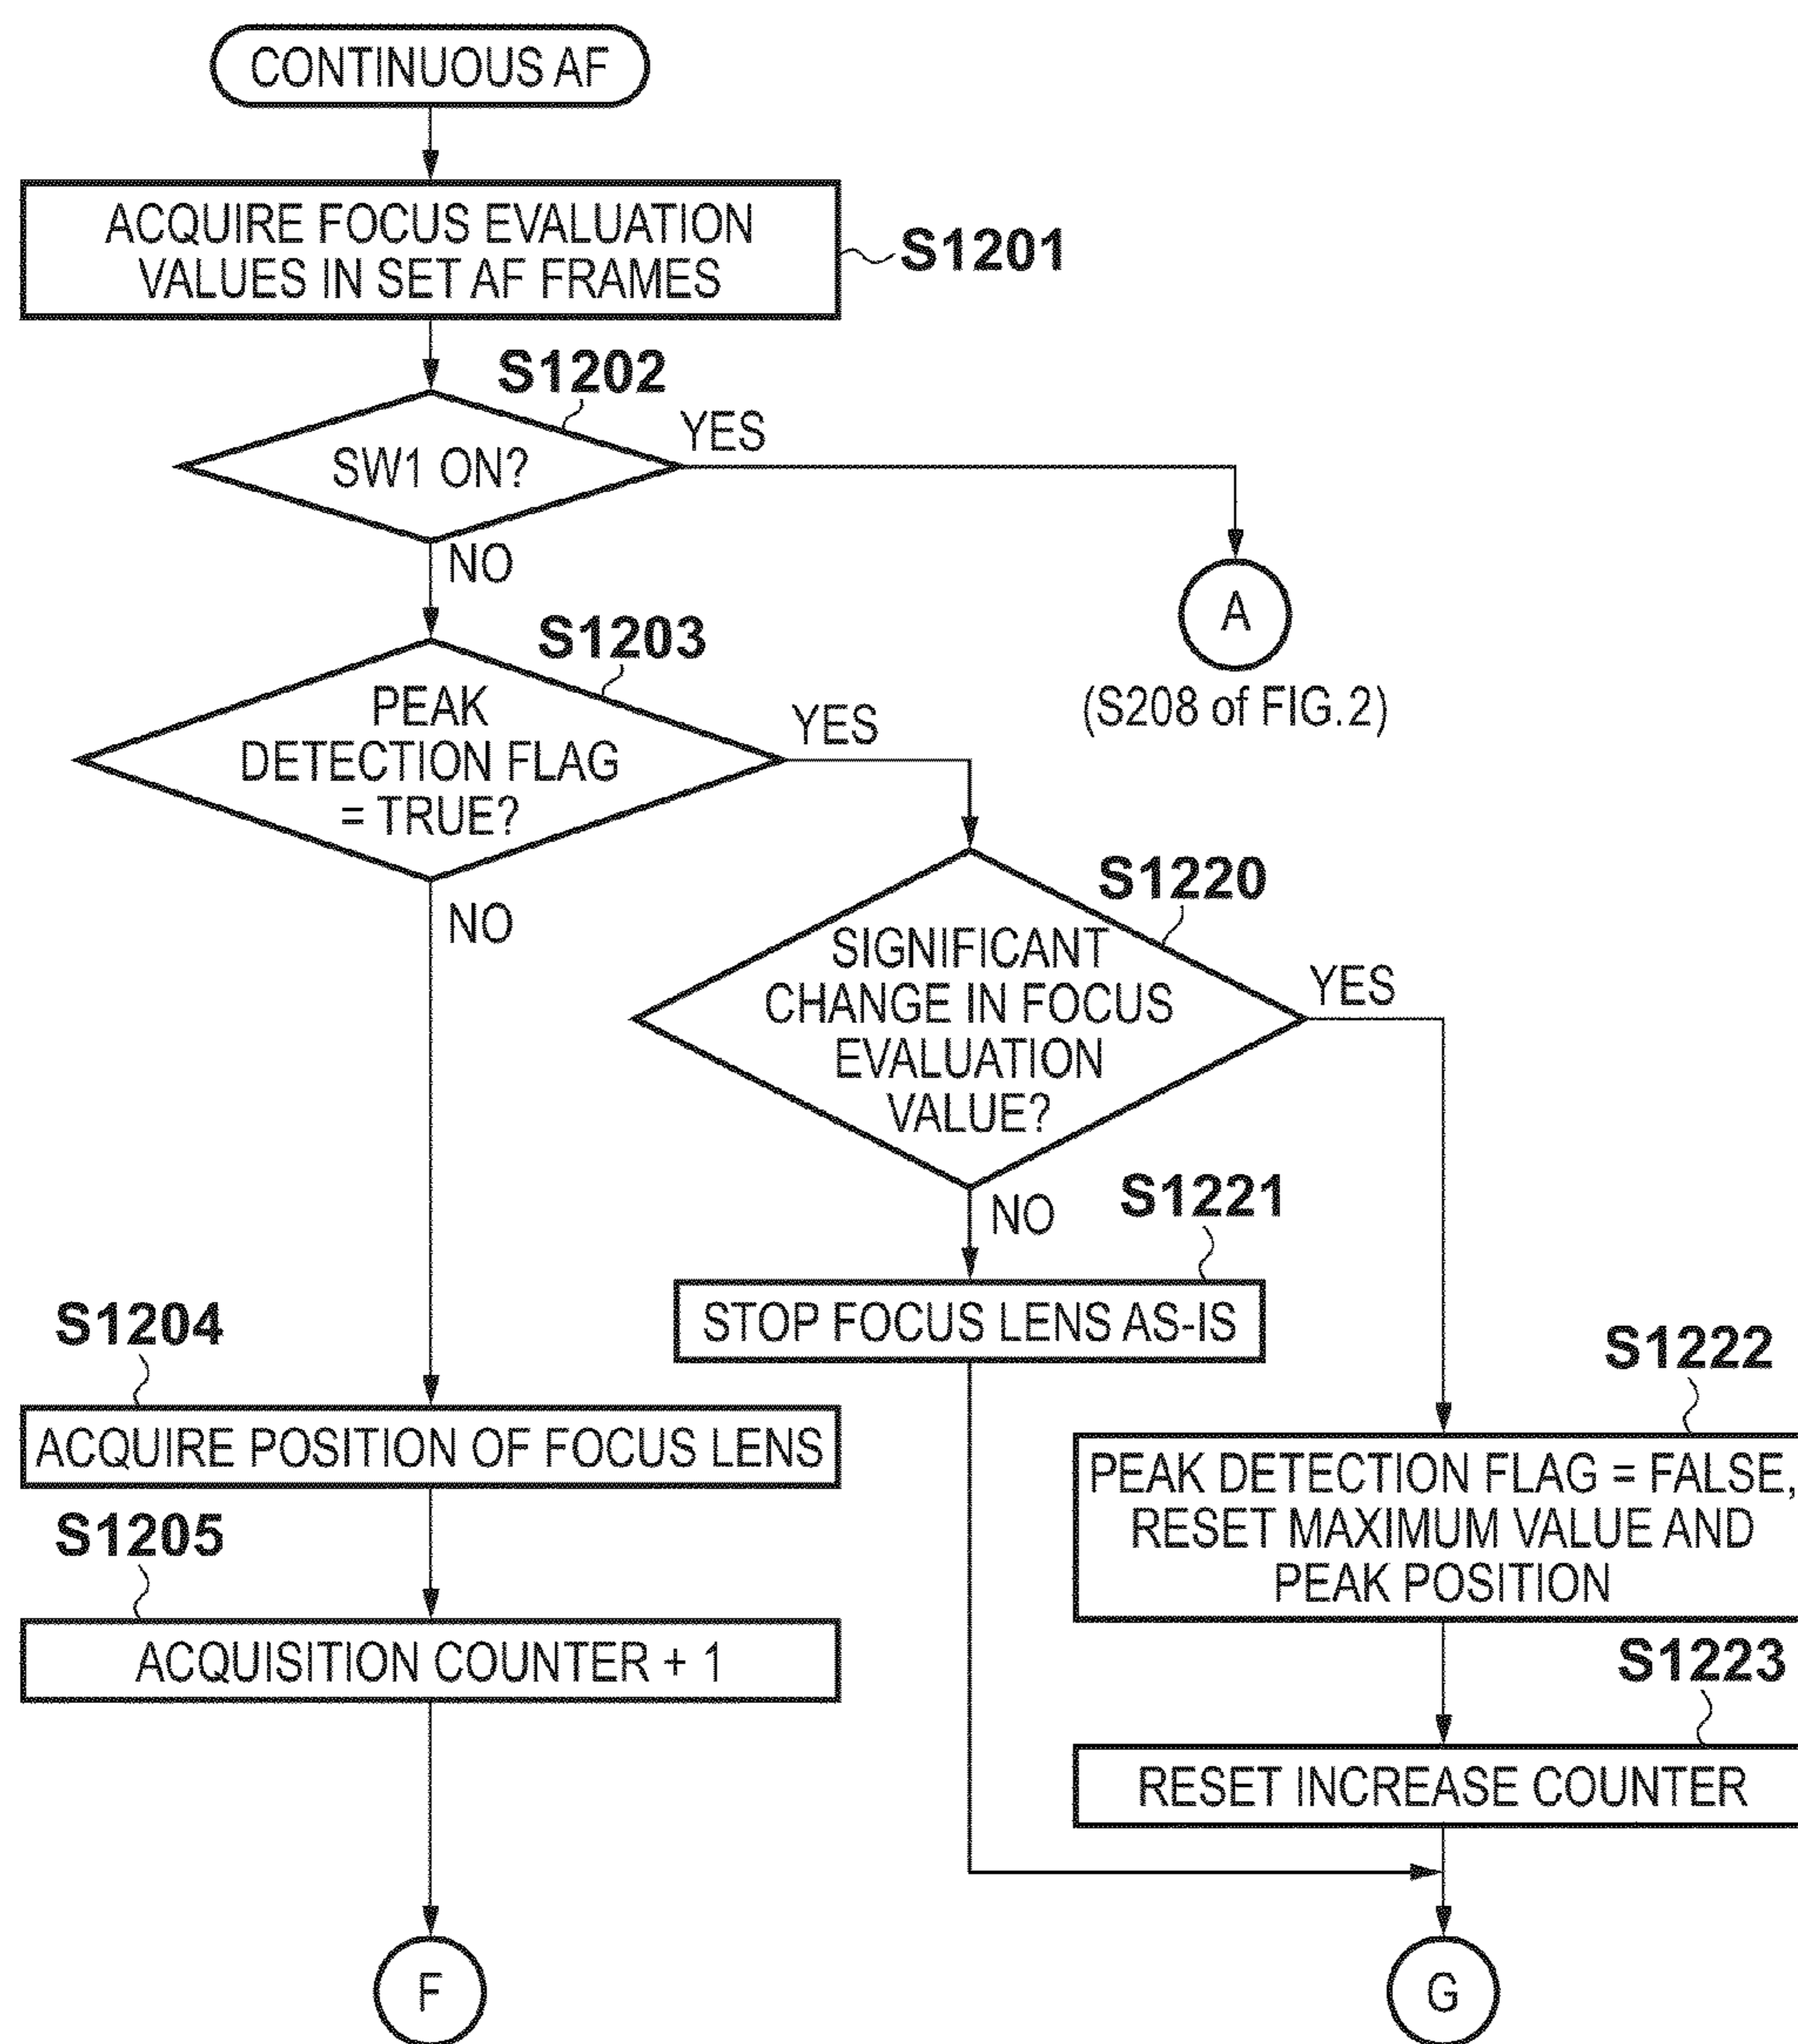 CONTINUOUS AF
ACQUIRE FOCUS EVALUATION
VALUES IN SET AF FRAMES
S1201
S1202
SW1 ON?
YES
NO
A
(S208 of FIG.2)
S1203
PEAK
DETECTION FLAG
= TRUE?
YES
NO
S1220
SIGNIFICANT
CHANGE IN FOCUS
EVALUATION
VALUE?
YES
NO
S1221
STOP FOCUS LENS AS-IS
S1204
ACQUIRE POSITION OF FOCUS LENS
S1222
PEAK DETECTION FLAG = FALSE,
RESET MAXIMUM VALUE AND
PEAK POSITION
S1205
ACQUISITION COUNTER + 1
S1223
RESET INCREASE COUNTER
F
G